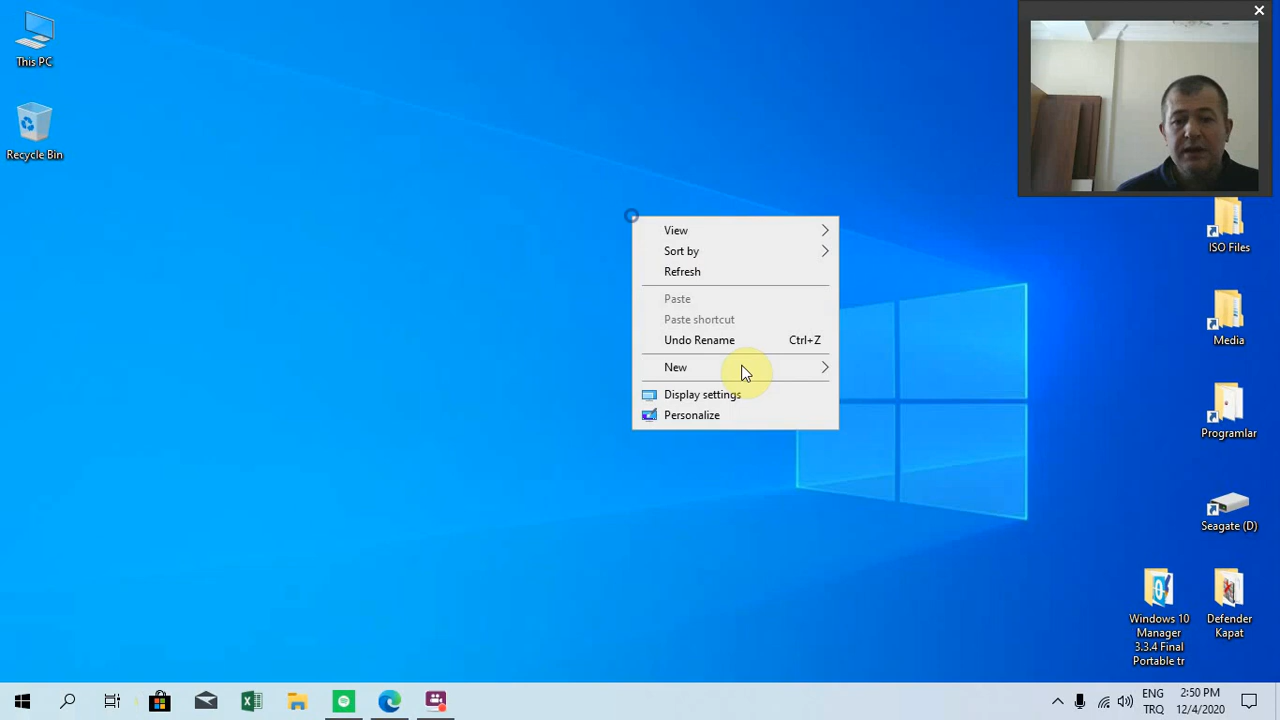 This PC
Recycle Bin
View
Sort by
Refresh
Paste
Paste shortcut
Undo Rename Ctrl+Z
New
Display settings
Personalize
ISO Files
Media
Programlar
Seagate (D)
Windows 10
Manager
3.3.4 Final
Portable tr
Defender
Kapat
ENG
TRQ
2:50 PM
12/4/2020